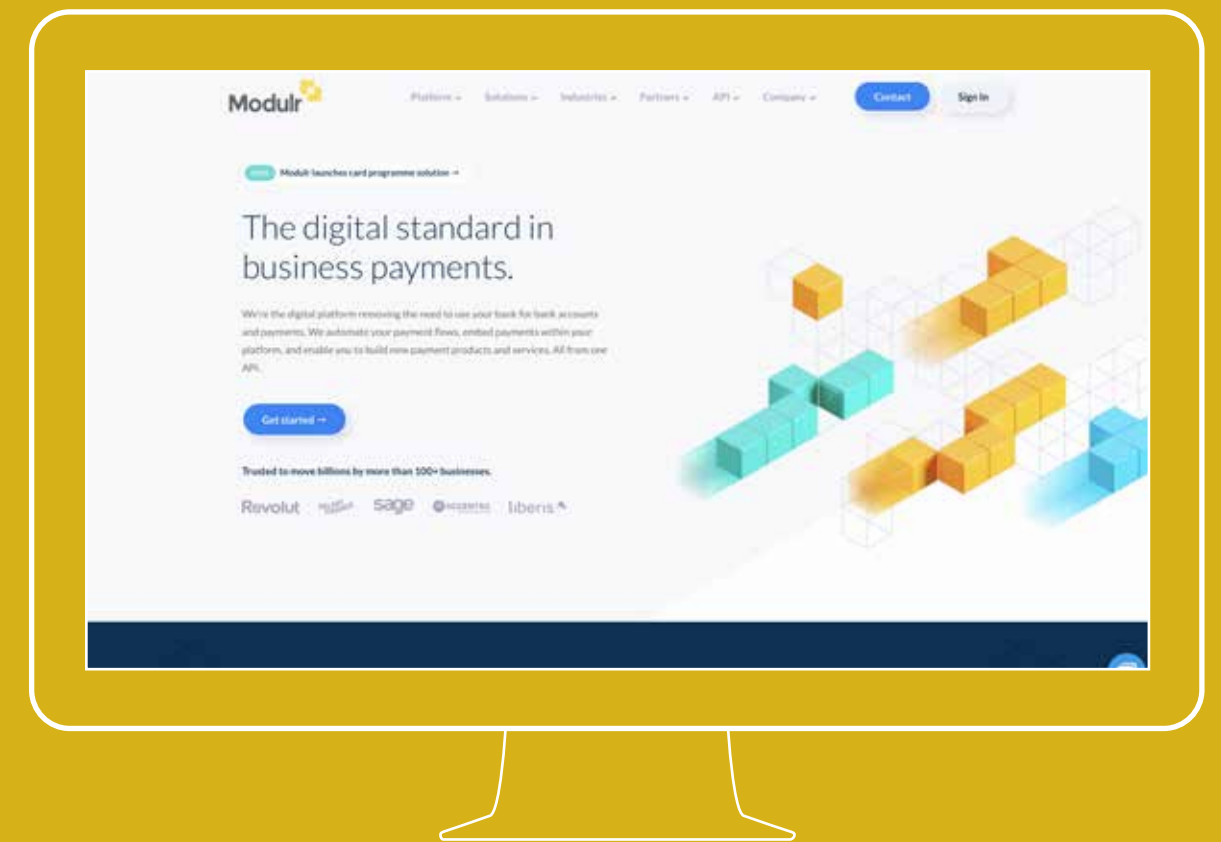 Modulr
Platform Solutions Industries Partners API Company Contact Sign In
Modulr launches card programme solution →
The digital standard in
business payments.
We're the digital platform removing the need to use your bank for bank accounts
and payments. We automate your payment flows, embed payments within your
platform, and enable you to build new payment products and services. All from one
API.
Get started →
Trusted to move billions by more than 100+ businesses.
Revolut sage liberis